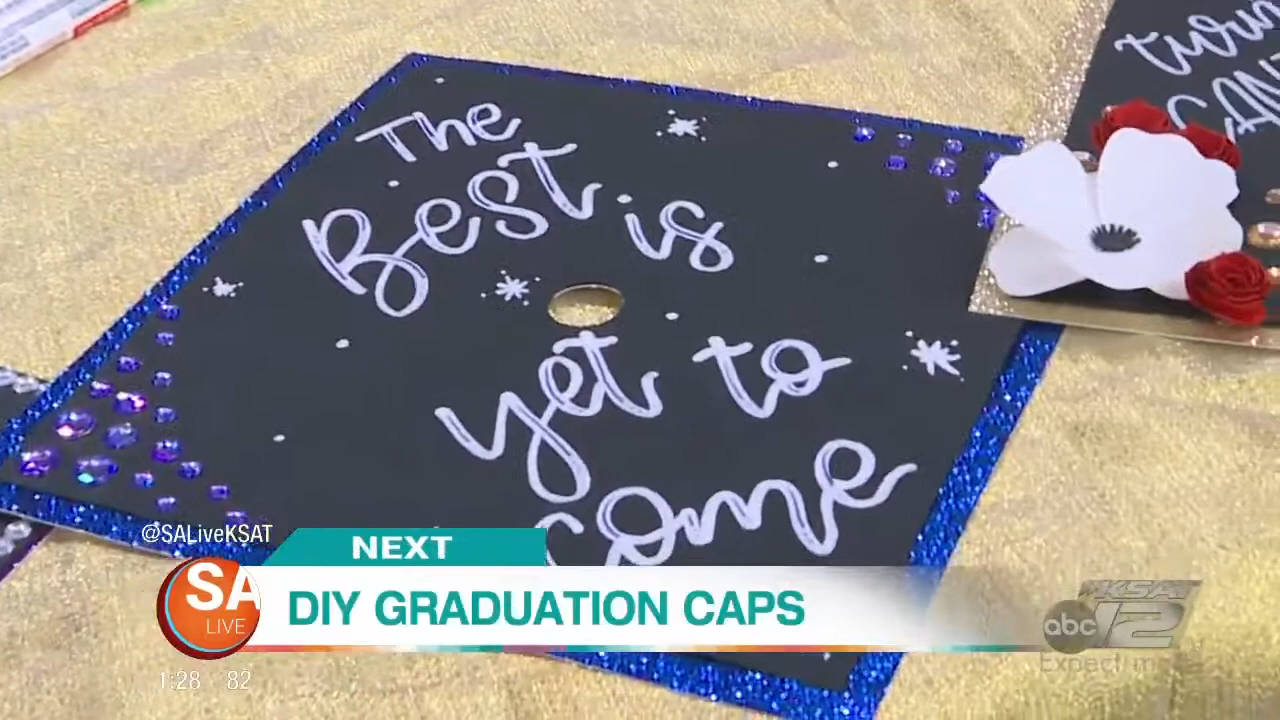 The
Best is
yet to
come
@SALiveKSAT
NEXT
SA
LIVE
DIY GRADUATION CAPS
1:28 82
KSAT
abc 12